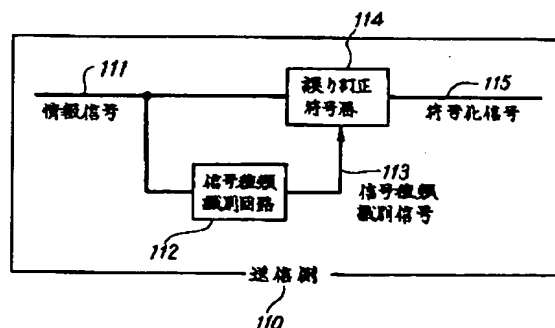 114
111
誤り訂正
符号器
115
情報信号
符号化信号
113
信号種類
識別回路
信号種類
識別信号
112
送信側
110